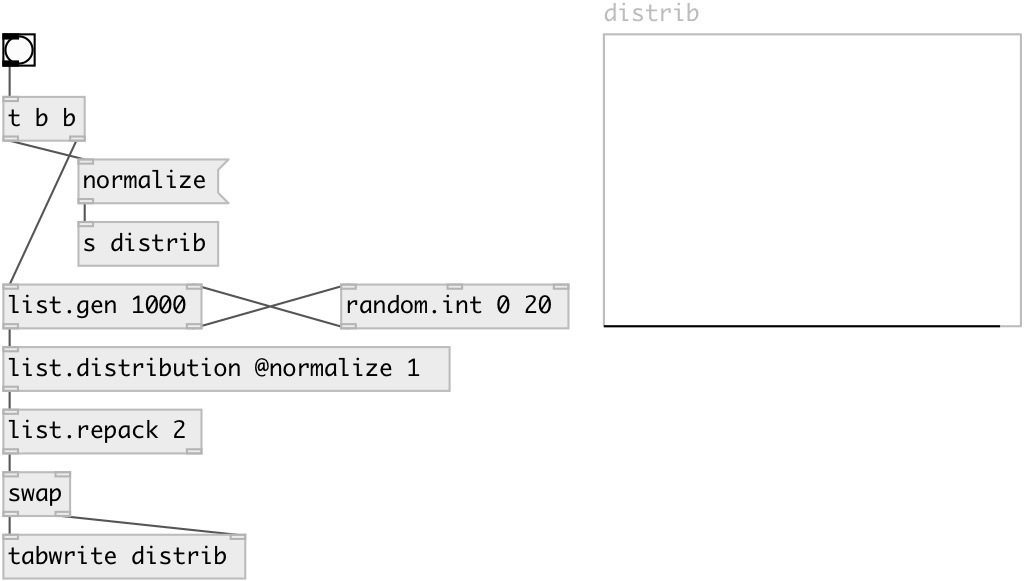 distrib
t b b
normalize
s distrib
list.gen 1000
random.int 0 20
list.distribution @normalize 1
list.repack 2
swap
tabwrite distrib